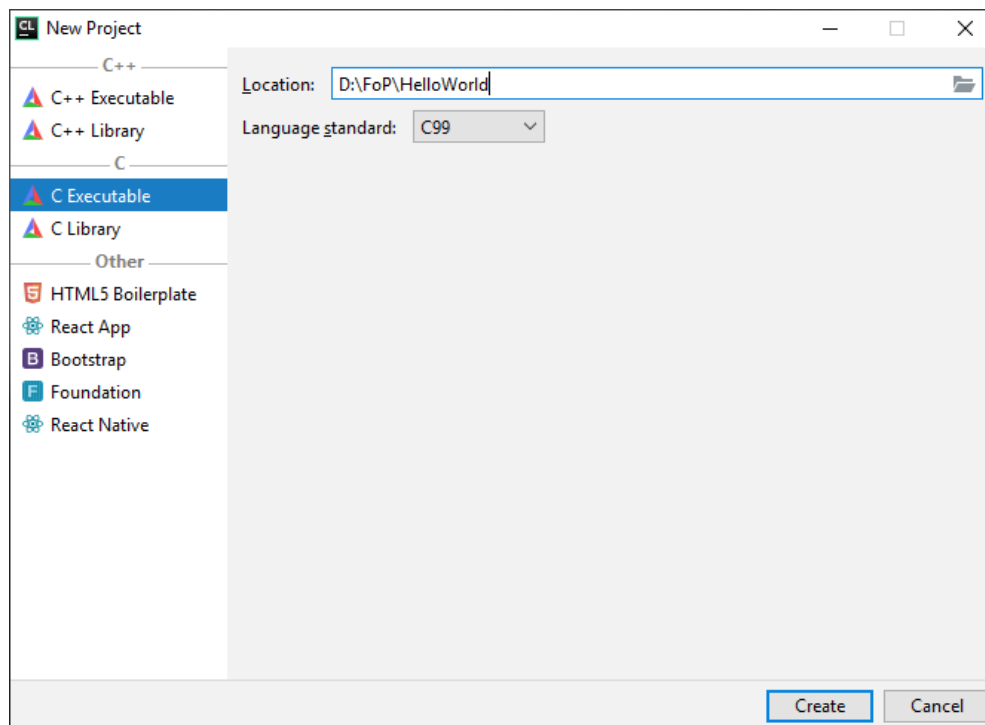 CL New Project
C++
C++ Executable
C++ Library
C
C Executable
C Library
Other
5 HTML5 Boilerplate
React App
B Bootstrap
F Foundation
React Native
Location: D:\FoP\HelloWorld
Language standard: C99
Create Cancel